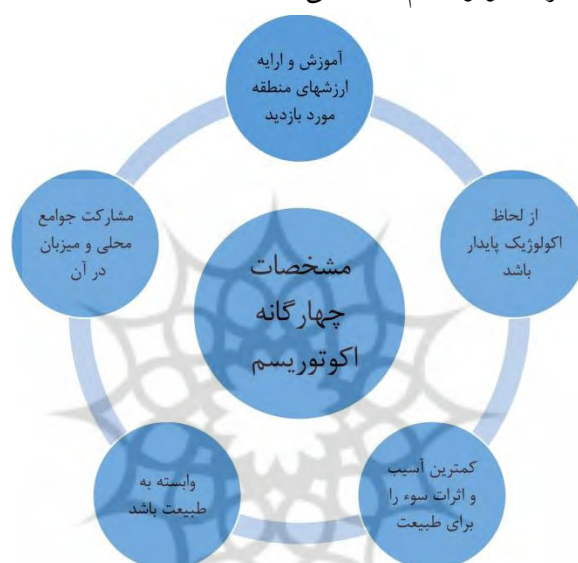 آموزش و ارایه
ارزشهای منطقه
مورد بازدید
از لحاظ
اکولوژیک پایدار
باشد
کمترین آسیب
و اثرات سوء را
برای طبیعت
وابسته به
طبیعت باشد
مشارکت جوامع
محلی و میزبان
در آن
مشخصات
چهارگانه
اکوتوریسم